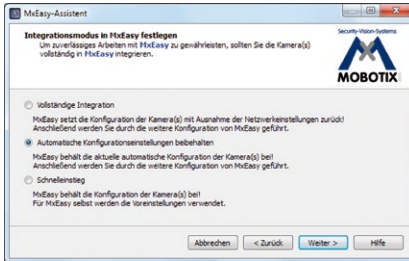 MxEasy-Assistent
Integrationsmodus in MxEasy festlegen
Um zuverlässiges Arbeiten mit MxEasy zu gewährleisten, sollten Sie die Kamera(s)
vollständig in MxEasy integrieren.
Security-Vision-Systems
MOBOTIX
Vollständige Integration
MxEasy setzt die Konfiguration der Kamera(s) mit Ausnahme der Netzwerkeinstellungen zurück!
Anschließend werden Sie durch die weitere Konfiguration von MxEasy geführt.
Automatische Konfigurationseinstellungen beibehalten
MxEasy behält die aktuelle automatische Konfiguration der Kamera(s) bei!
Anschließend werden Sie durch die weitere Konfiguration von MxEasy geführt.
Schnelleinstieg
MxEasy behält die Konfiguration der Kamera(s) bei!
Für MxEasy selbst werden die Voreinstellungen verwendet.
Abbrechen < Zurück Weiter > Hilfe